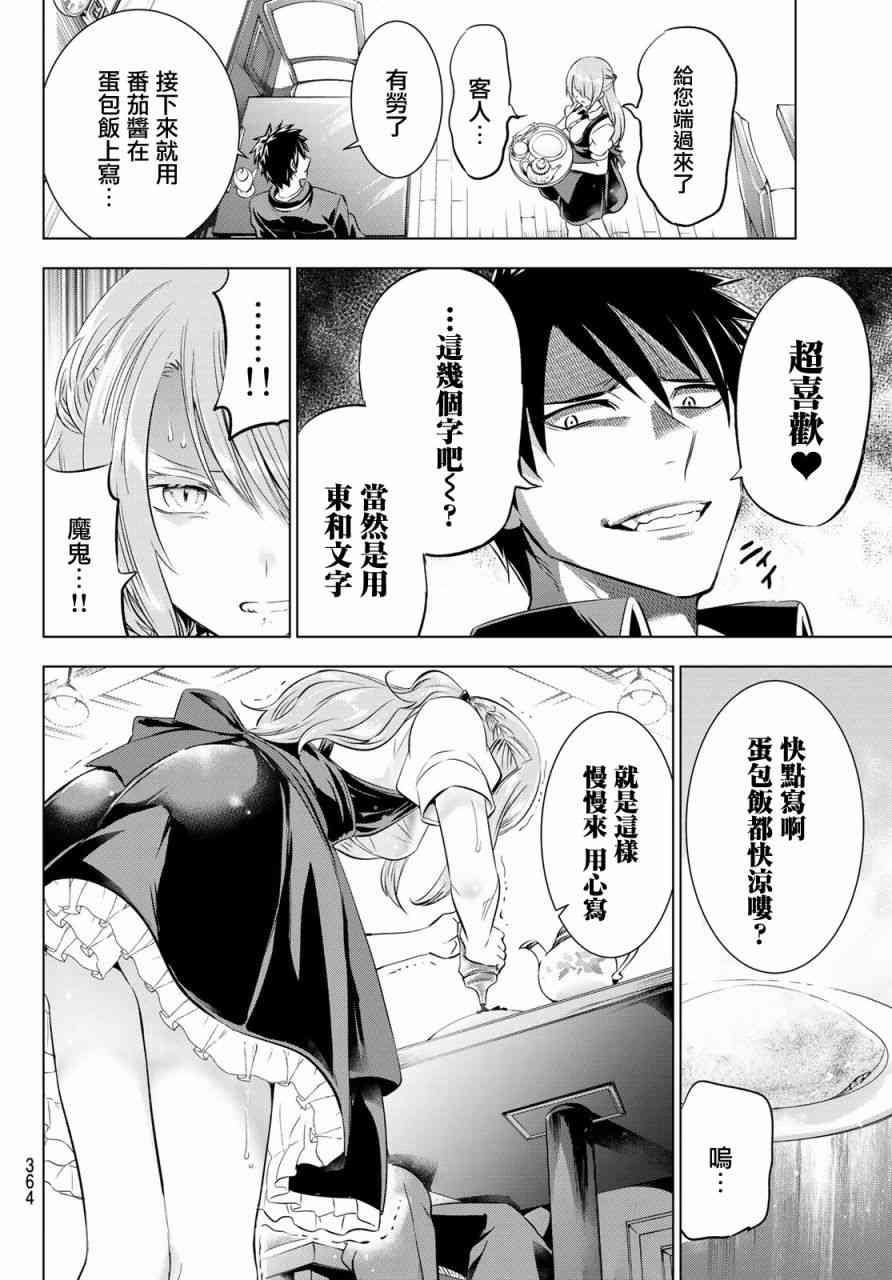 給您端過來了
客人…
有勞了
接下來就用
番茄醬在
蛋包飯上寫…
超喜歡♥
…這幾個字吧～？
當然是用
東和文字
……!!
魔鬼…!!
快點寫啊
蛋包飯都快涼嘍？
嗚…
就是這樣
慢慢來 用心寫
364